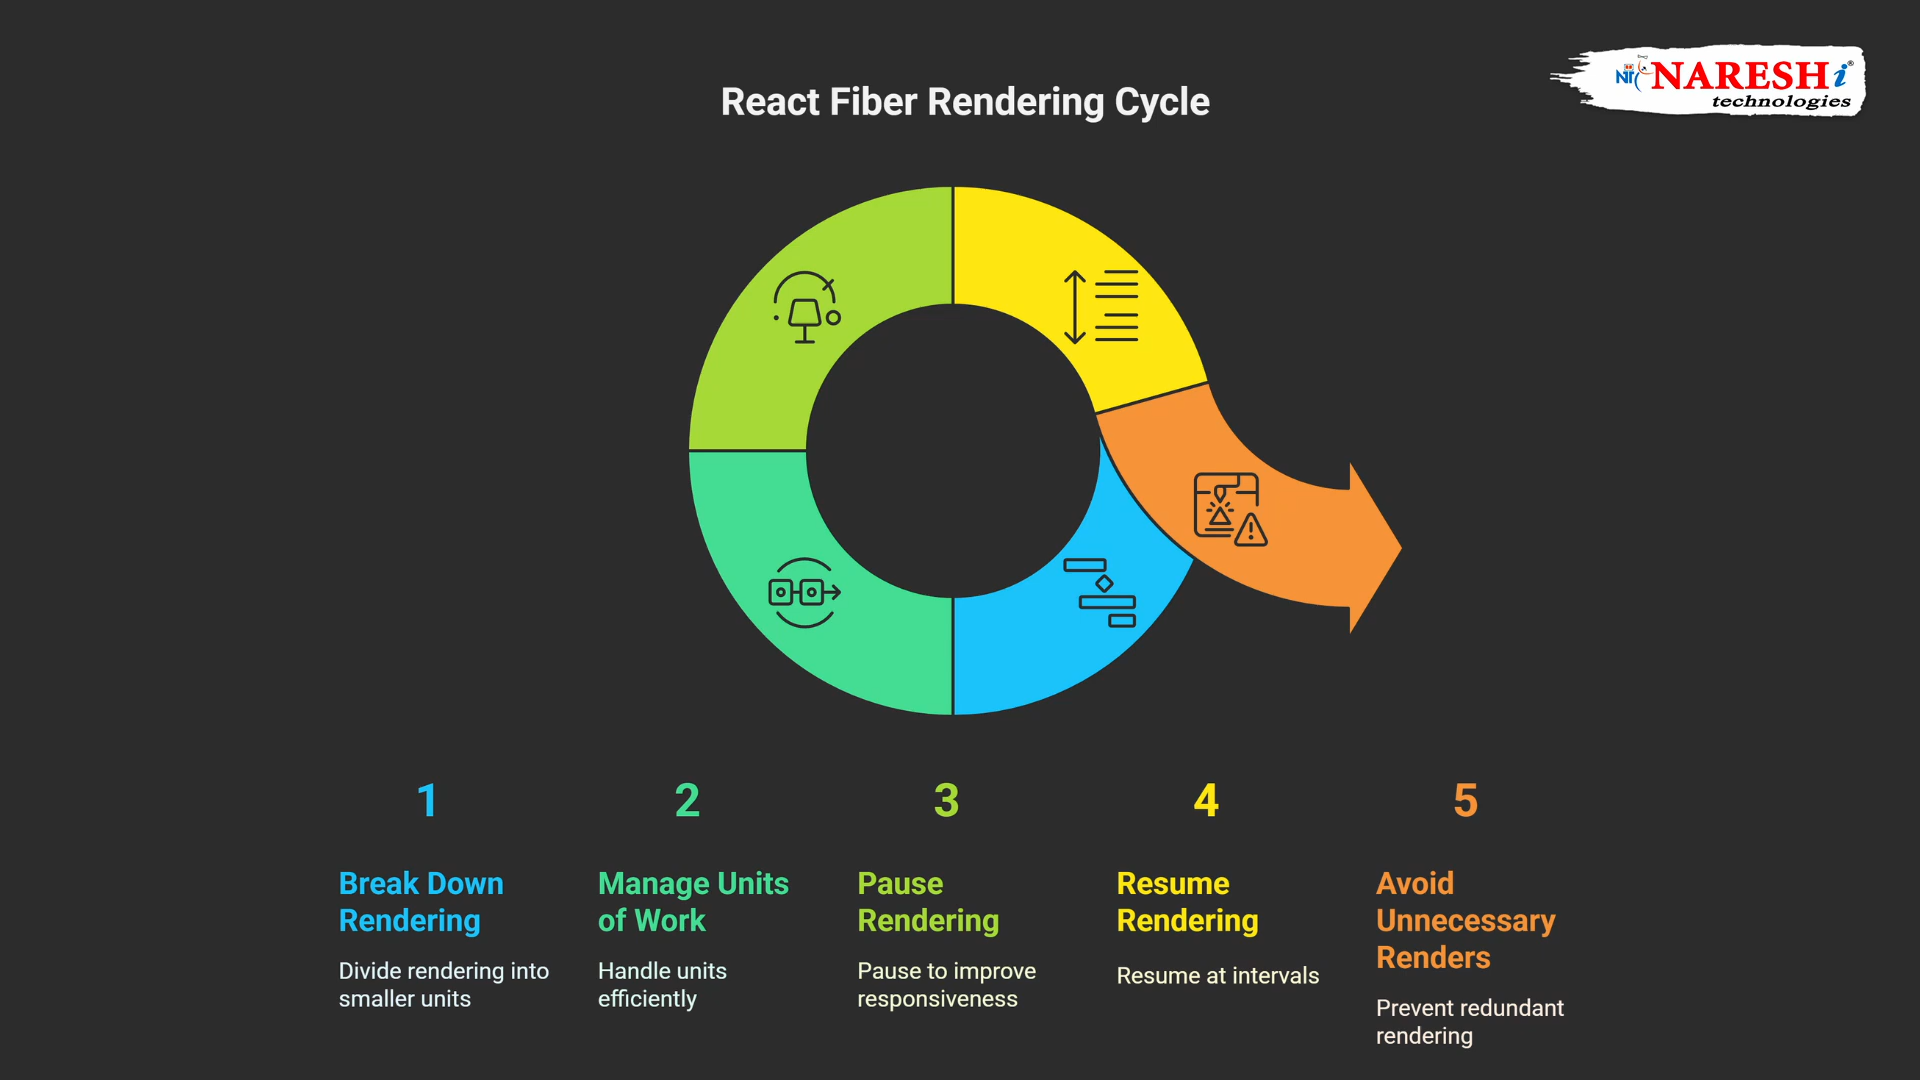 React Fiber Rendering Cycle
NTi NARESHi®
technologies
1
Break Down
Rendering
Divide rendering into
smaller units
2
Manage Units
of Work
Handle units
efficiently
3
Pause
Rendering
Pause to improve
responsiveness
4
Resume
Rendering
Resume at intervals
5
Avoid
Unnecessary
Renders
Prevent redundant
rendering